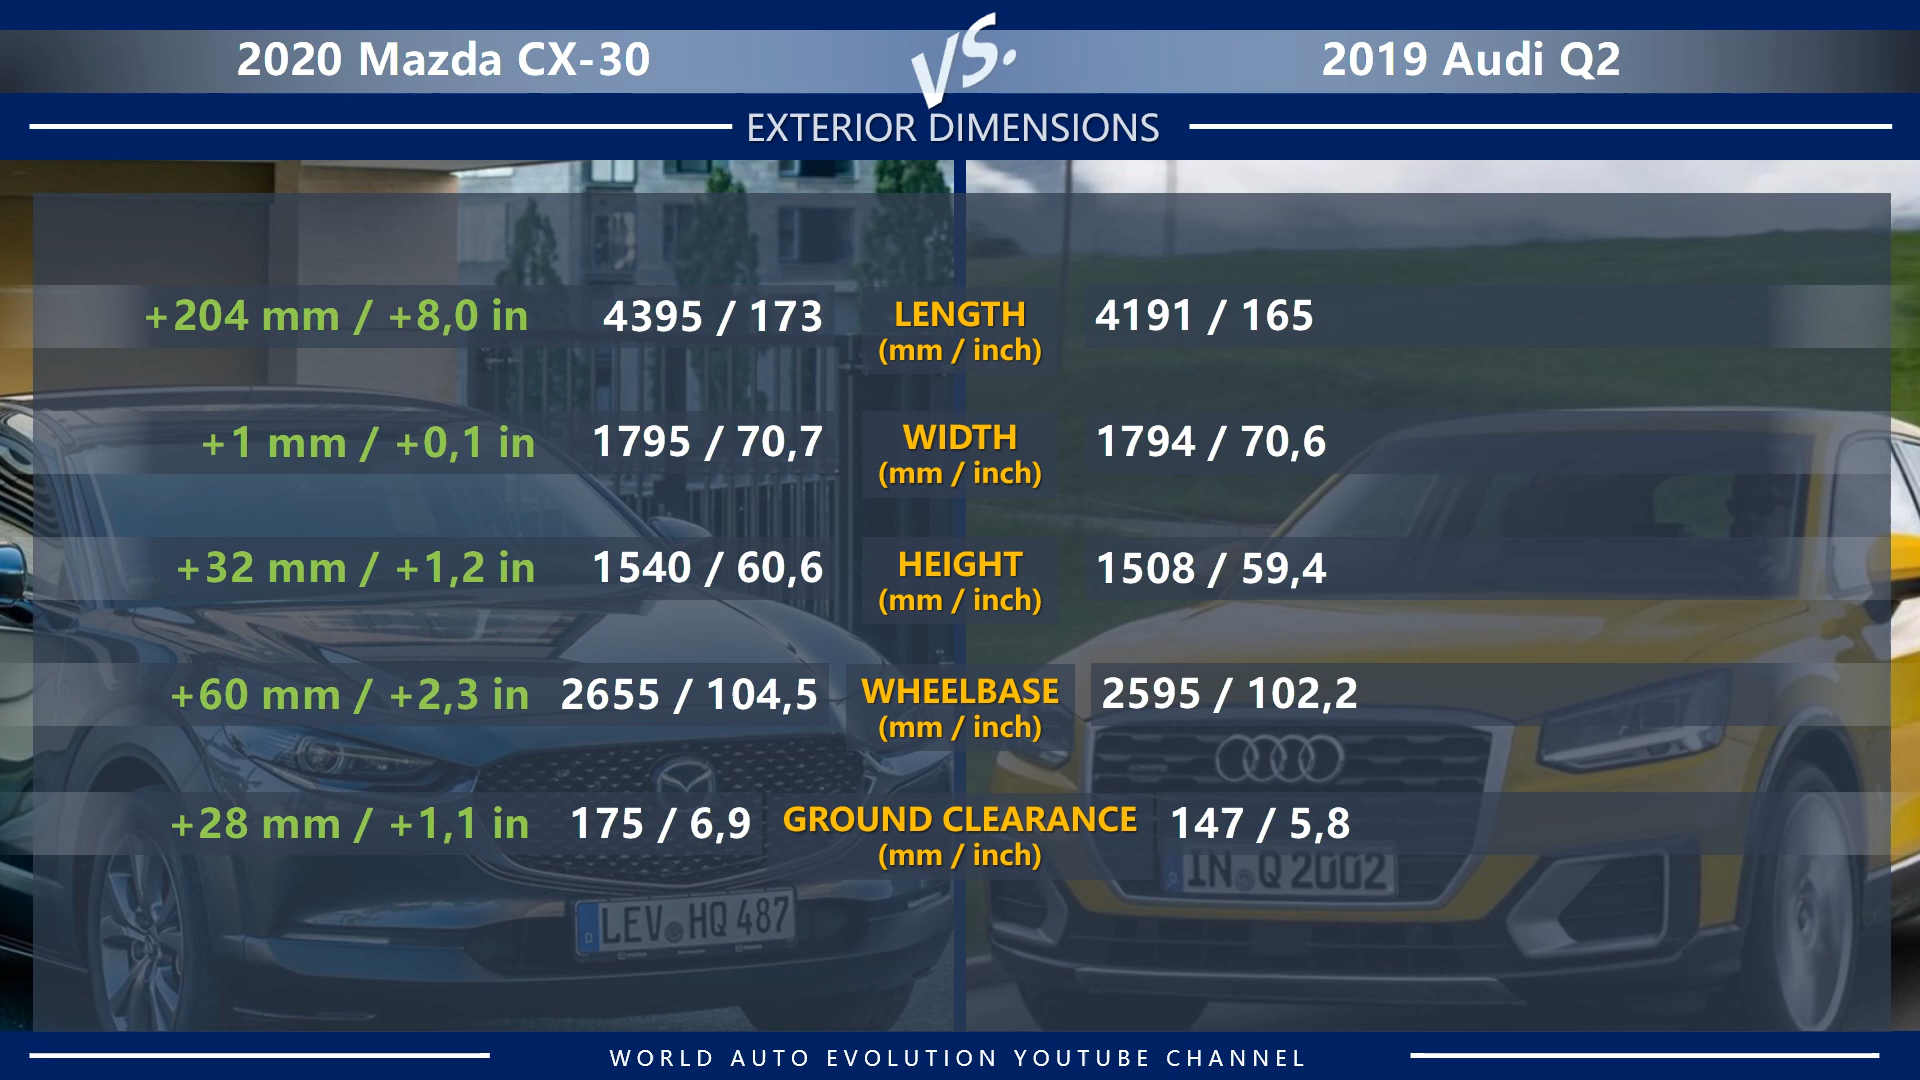 2020 Mazda CX-30 VS. 2019 Audi Q2
EXTERIOR DIMENSIONS
+204 mm / +8,0 in 4395 / 173 LENGTH 4191 / 165
(mm / inch)
+1 mm / +0,1 in 1795 / 70,7 WIDTH 1794 / 70,6
(mm / inch)
+32 mm / +1,2 in 1540 / 60,6 HEIGHT 1508 / 59,4
(mm / inch)
+60 mm / +2,3 in 2655 / 104,5 WHEELBASE 2595 / 102,2
(mm / inch)
+28 mm / +1,1 in 175 / 6,9 GROUND CLEARANCE 147 / 5,8
(mm / inch)
IN Q 2002
D LEV HQ 487
WORLD AUTO EVOLUTION YOUTUBE CHANNEL